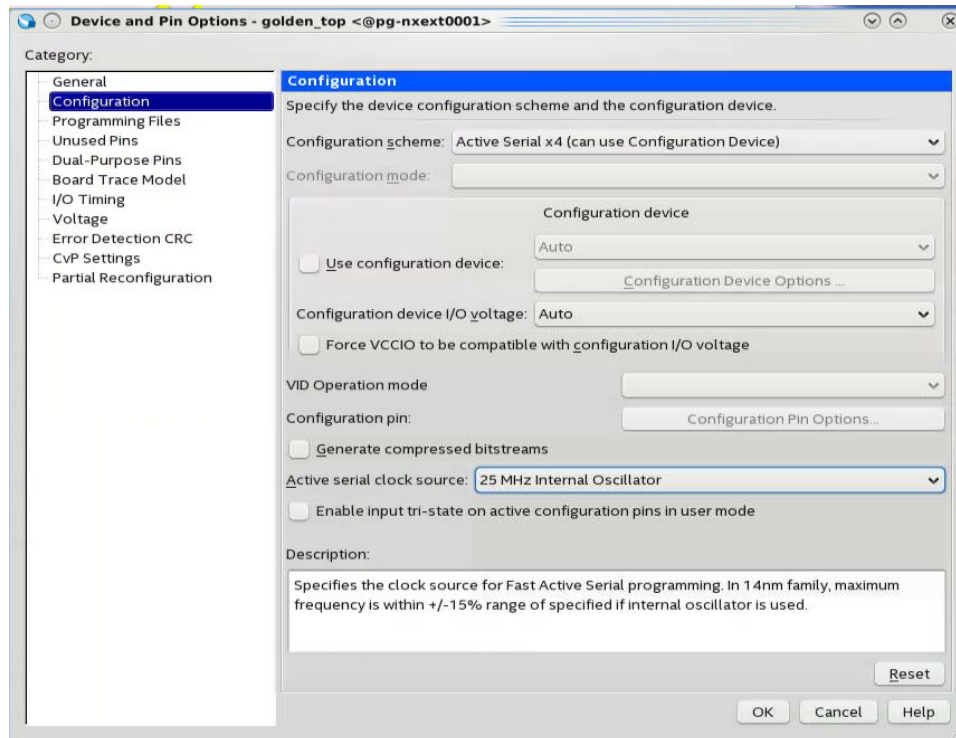 Device and Pin Options - golden_top <@pg-nxext0001>
Category:
General
Configuration
Programming Files
Unused Pins
Dual-Purpose Pins
Board Trace Model
I/O Timing
Voltage
Error Detection CRC
CvP Settings
Partial Reconfiguration
Configuration
Specify the device configuration scheme and the configuration device.
Configuration scheme: Active Serial x4 (can use Configuration Device)
Configuration mode:
Configuration device
Use configuration device: Auto
Configuration Device Options ...
Configuration device I/O voltage: Auto
Force VCCIO to be compatible with configuration I/O voltage
VID Operation mode
Configuration pin: Configuration Pin Options...
Generate compressed bitstreams
Active serial clock source: 25 MHz Internal Oscillator
Enable input tri-state on active configuration pins in user mode
Description:
Specifies the clock source for Fast Active Serial programming. In 14nm family, maximum
frequency is within +/-15% range of specified if internal oscillator is used.
Reset
OK Cancel Help